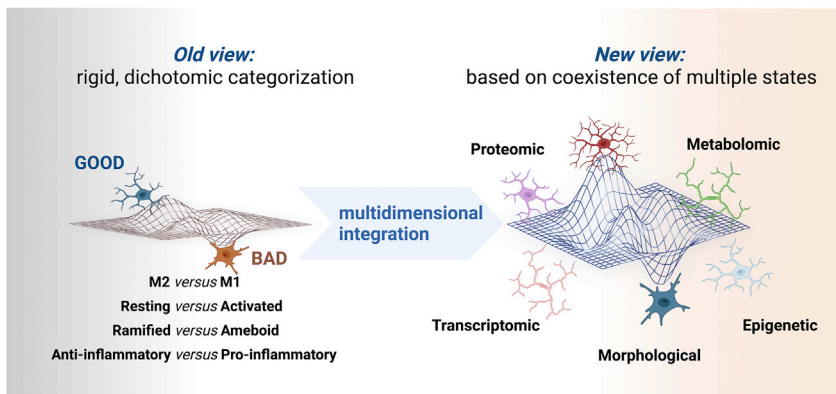 Old view:
rigid, dichotomic categorization
GOOD
BAD
M2 versus M1
Resting versus Activated
Ramified versus Ameboid
Anti-inflammatory versus Pro-inflammatory
multidimensional
integration
New view:
based on coexistence of multiple states
Proteomic
Metabolomic
Transcriptomic
Epigenetic
Morphological